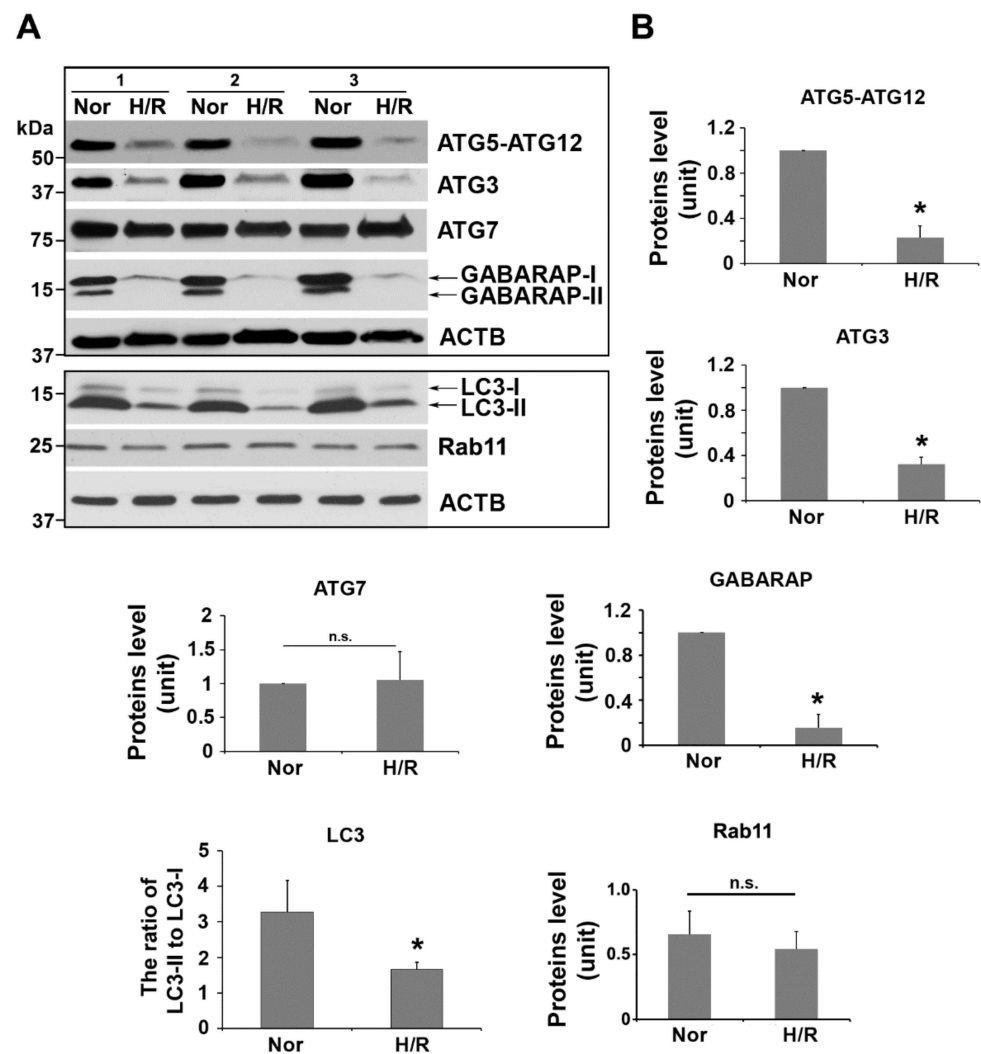 A
B
1 2 3
Nor H/R Nor H/R Nor H/R
kDa
50
ATG5-ATG12
37
ATG3
75
ATG7
15
GABARAP-I
GABARAP-II
37
ACTB
15
LC3-I
LC3-II
25
Rab11
37
ACTB
ATG5-ATG12
Proteins level
(unit)
1.2
0.8
0.4
0
*
Nor H/R
ATG3
Proteins level
(unit)
1.2
0.8
0.4
0
*
Nor H/R
ATG7
Proteins level
(unit)
2
1.5
1
0.5
0
n.s.
Nor H/R
GABARAP
Proteins level
(unit)
1.2
0.8
0.4
0
*
Nor H/R
LC3
The ratio of
LC3-II to LC3-I
5
4
3
2
1
0
*
Nor H/R
Rab11
Proteins level
(unit)
1.0
0.5
0
n.s.
Nor H/R